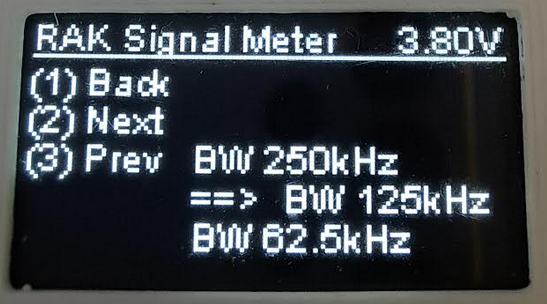 RAK Signal Meter 3.80V
(1) Back
(2) Next
(3) Prev BW 250kHz
==> BW 125kHz
BW 62.5kHz